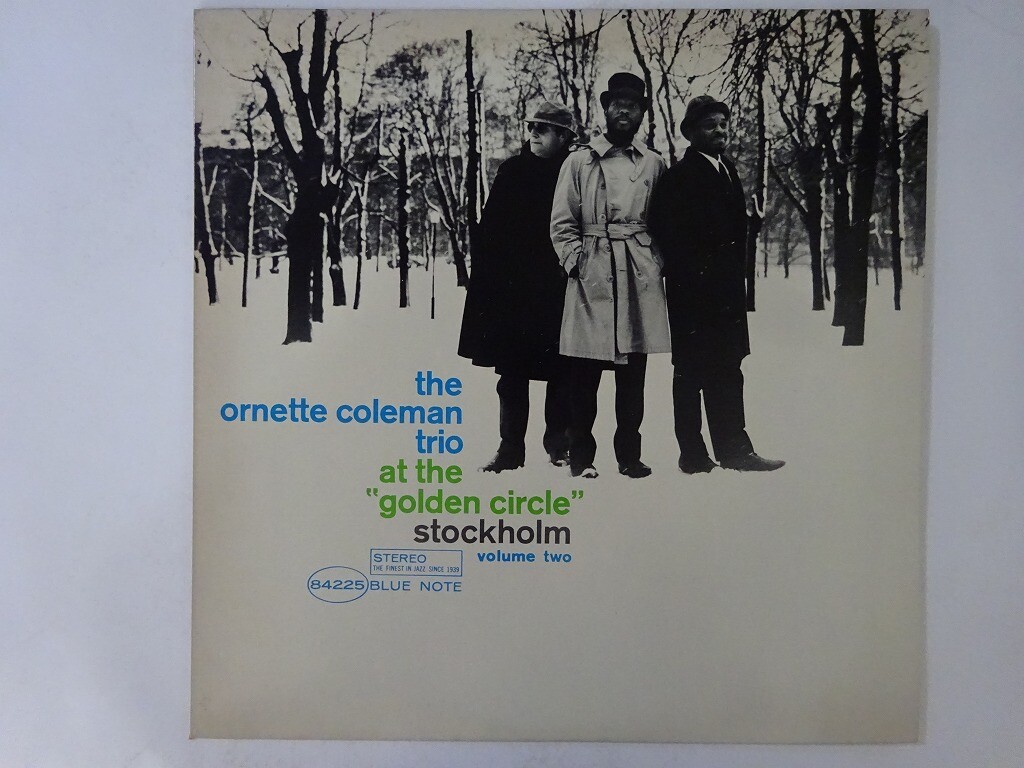 the
ornette coleman
trio
at the
“golden circle”
stockholm
volume two
STEREO
THE FINEST IN JAZZ SINCE 1939
84225 BLUE NOTE